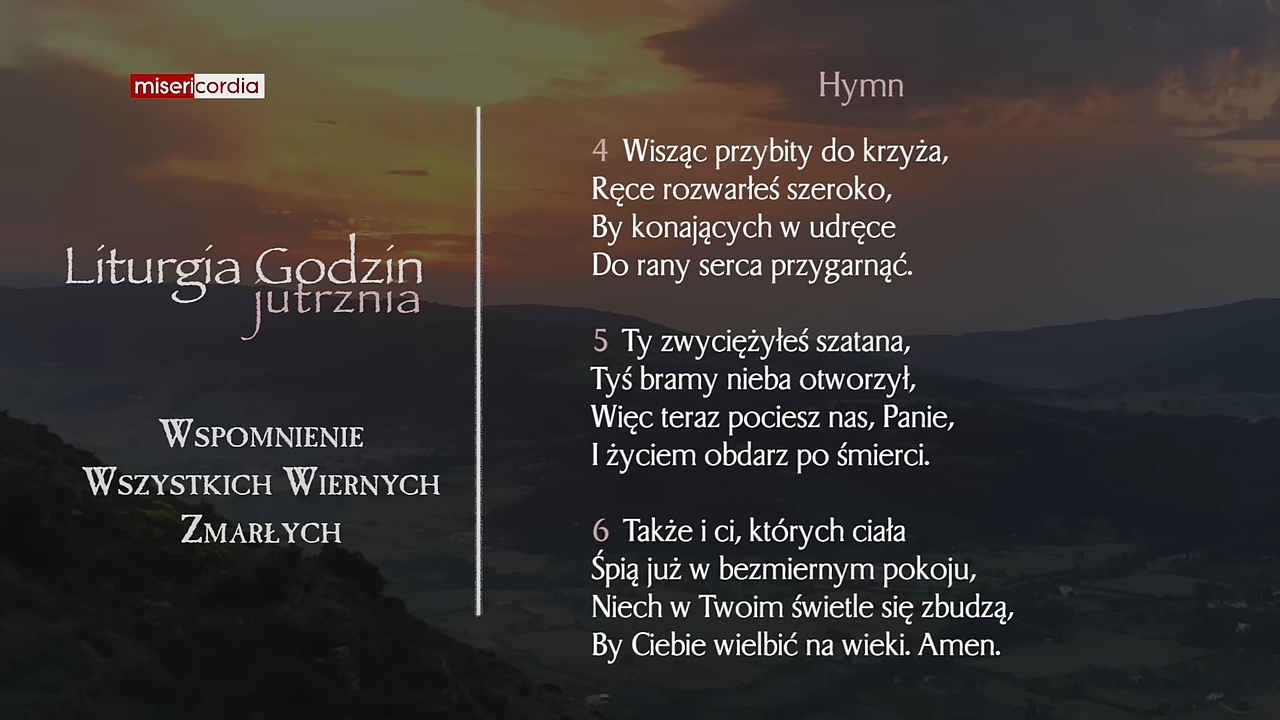 misericordia
Liturgia Godzin
jutrznia
Wspomnienie
Wszystkich Wiernych
Zmarłych
Hymn
4 Wisząc przybity do krzyża,
Ręce rozwarłeś szeroko,
By konających w udręce
Do rany serca przygarnąć.
5 Ty zwyciężyłeś szatana,
Tyś bramy nieba otworzył,
Więc teraz pociesz nas, Panie,
I życiem obdarz po śmierci.
6 Także i ci, których ciała
Śpią już w bezmiernym pokoju,
Niech w Twoim świetle się zbudzą,
By Ciebie wielbić na wieki. Amen.